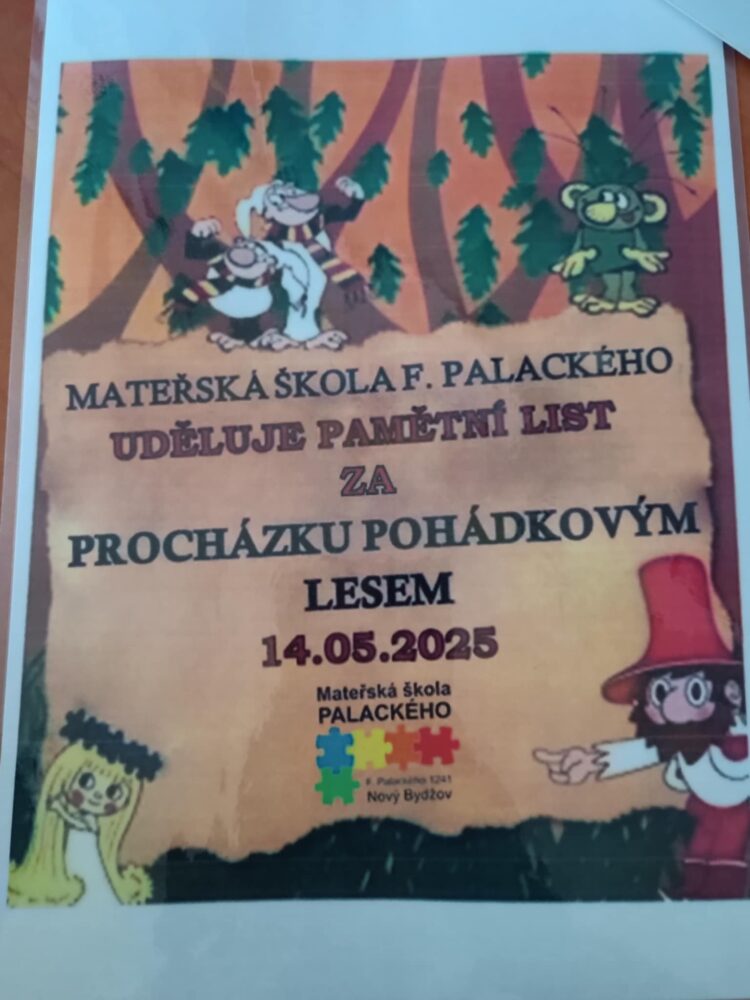 MATEŘSKÁ ŠKOLA F. PALACKÉHO
UDĚLUJE PAMĚTNÍ LIST
ZA
PROCHÁZKU POHÁDKOVÝM
LESEM
14.05.2025
Mateřská škola
PALACKÉHO
F. Palackého 1241
Nový Bydžov